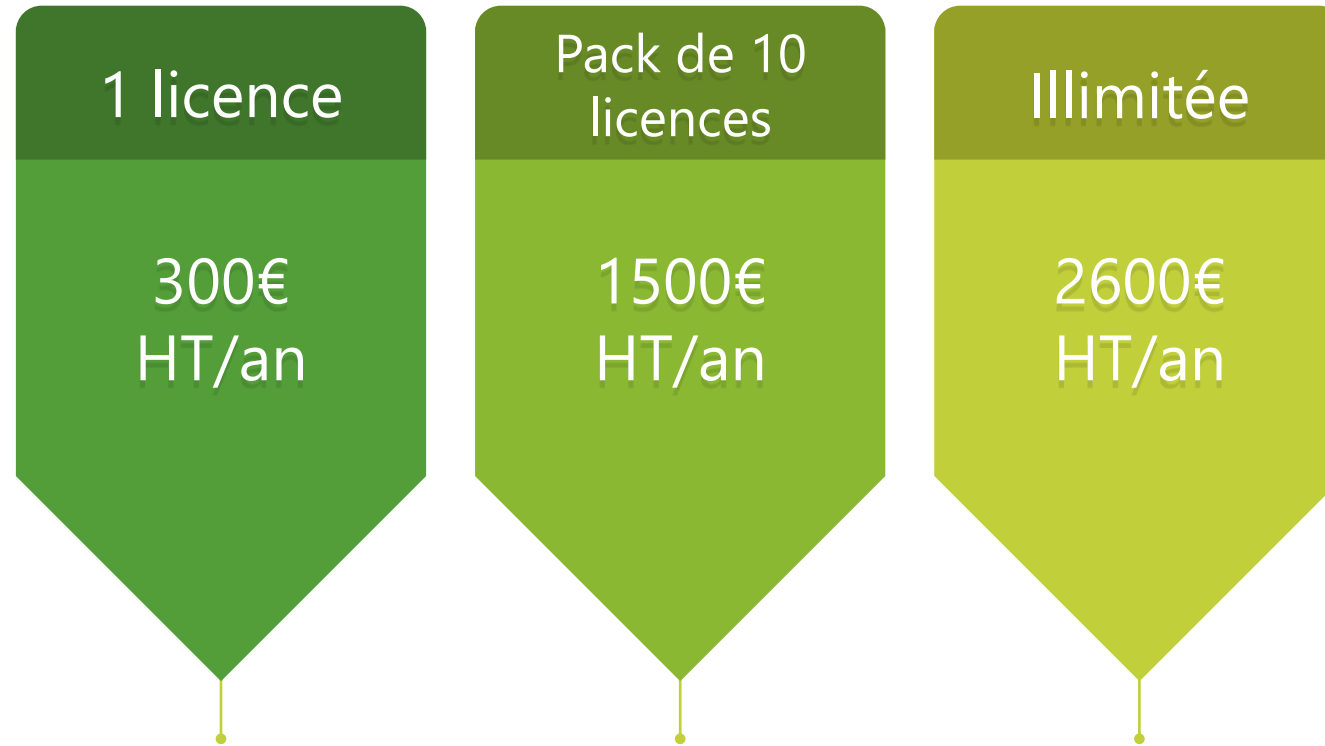 1 licence
300€
HT/an
Pack de 10
licences
1500€
HT/an
Illimitée
2600€
HT/an